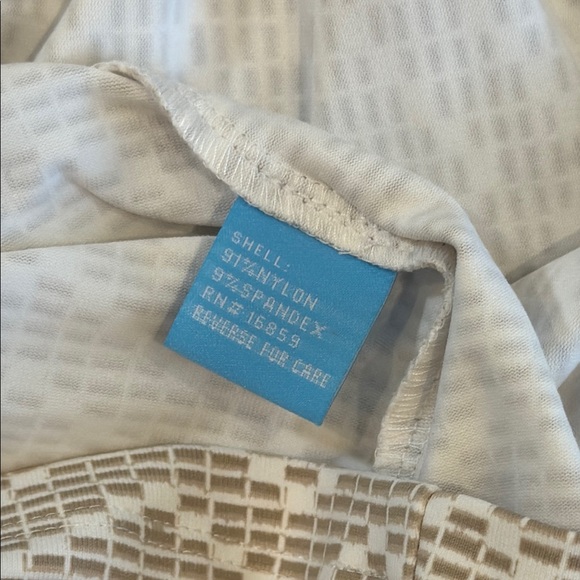 SHELL:
91%NYLON
9%SPANDEX
RN# 16859
REVERSE FOR CARE